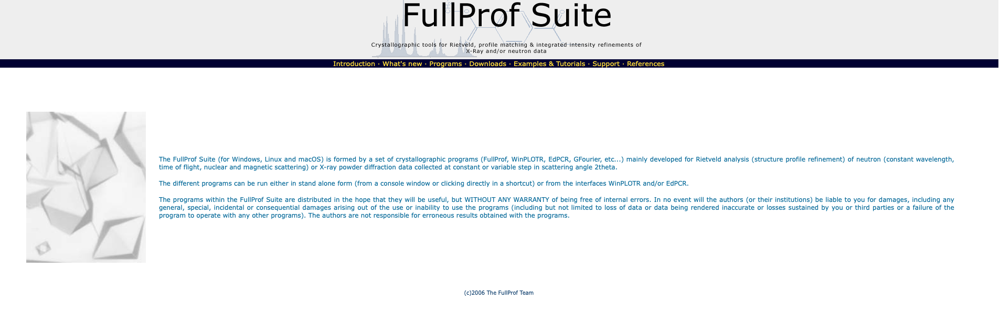 FullProf Suite
Crystallographic tools for Rietveld, profile matching & integrated intensity refinements of
X-Ray and/or neutron data
Introduction · What's new · Programs · Downloads · Examples & Tutorials · Support · References
The FullProf Suite (for Windows, Linux and macOS) is formed by a set of crystallographic programs (FullProf, WinPLOTR, EdPCR, GFourier, etc...) mainly developed for Rietveld analysis (structure profile refinement) of neutron (constant wavelength,
time of flight, nuclear and magnetic scattering) or X-ray powder diffraction data collected at constant or variable step in scattering angle 2theta.
The different programs can be run either in stand alone form (from a console window or clicking directly in a shortcut) or from the interfaces WinPLOTR and/or EdPCR.
The programs within the FullProf Suite are distributed in the hope that they will be useful, but WITHOUT ANY WARRANTY of being free of internal errors. In no event will the authors (or their institutions) be liable to you for damages, including any
general, special, incidental or consequential damages arising out of the use or inability to use the programs (including but not limited to loss of data or data being rendered inaccurate or losses sustained by you or third parties or a failure of the
program to operate with any other programs). The authors are not responsible for erroneous results obtained with the programs.
(c)2006 The FullProf Team